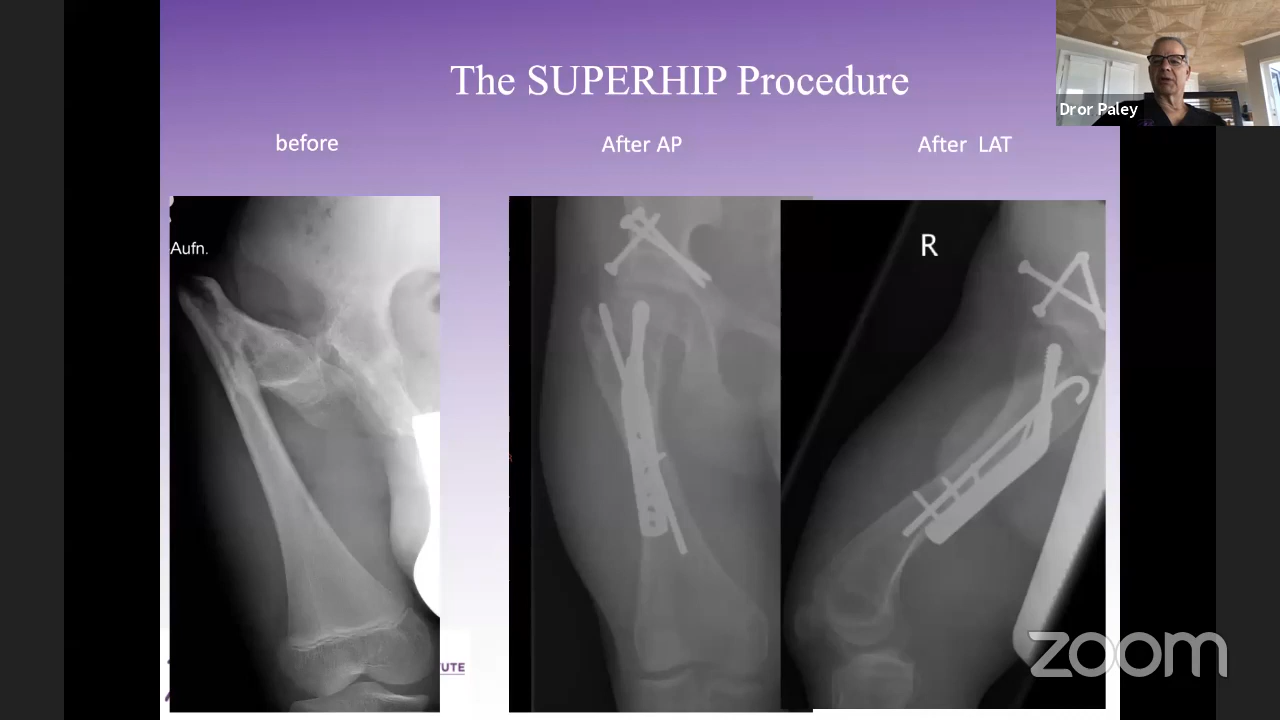 The SUPERHIP Procedure
Dror Paley
before
After AP
After LAT
Aufn.
R
UTE
zoom